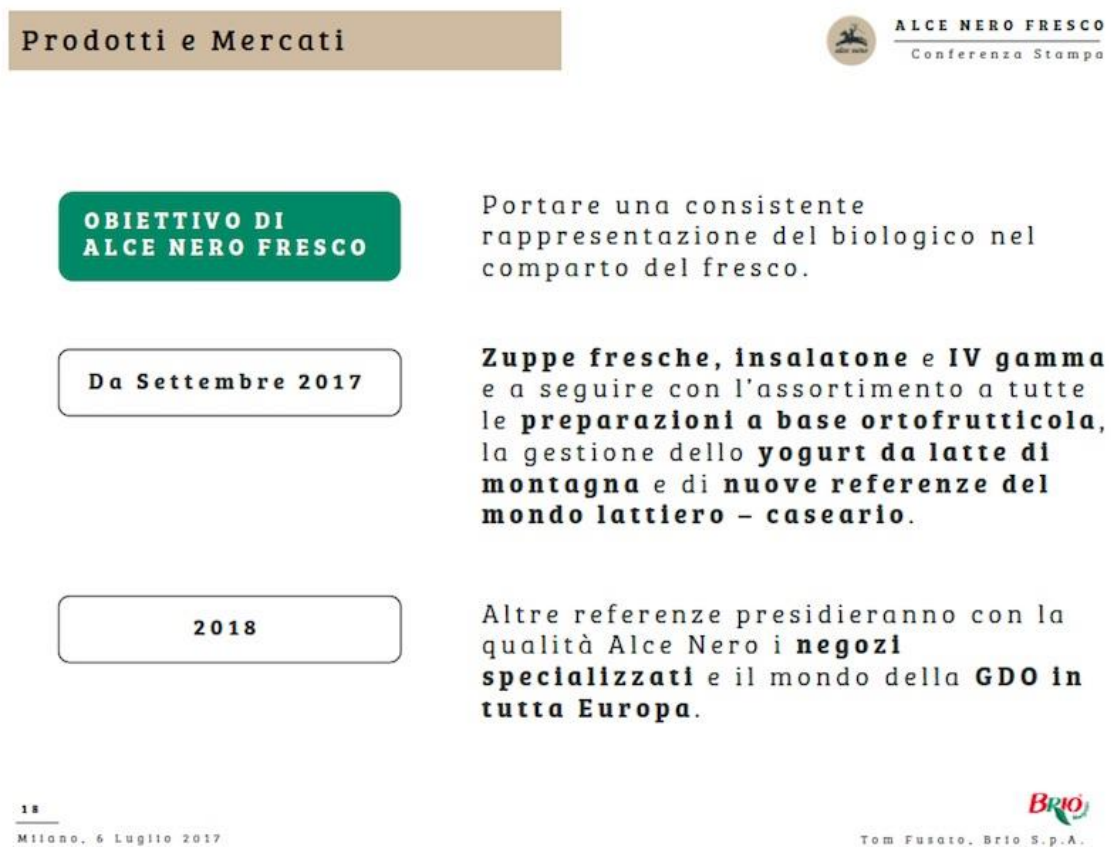 Prodotti e Mercati
alce nero
ALCE NERO FRESCO
Conferenza Stampa
OBIETTIVO DI
ALCE NERO FRESCO
Portare una consistente
rappresentazione del biologico nel
comparto del fresco.
Da Settembre 2017
Zuppe fresche, insalatone e IV gamma
e a seguire con l'assortimento a tutte
le preparazioni a base ortofrutticola,
la gestione dello yogurt da latte di
montagna e di nuove referenze del
mondo lattiero – caseario.
2018
Altre referenze presidieranno con la
qualità Alce Nero i negozi
specializzati e il mondo della GDO in
tutta Europa.
18
Milano, 6 Luglio 2017
BRIO
Tom Fusato, Brio S.p.A.